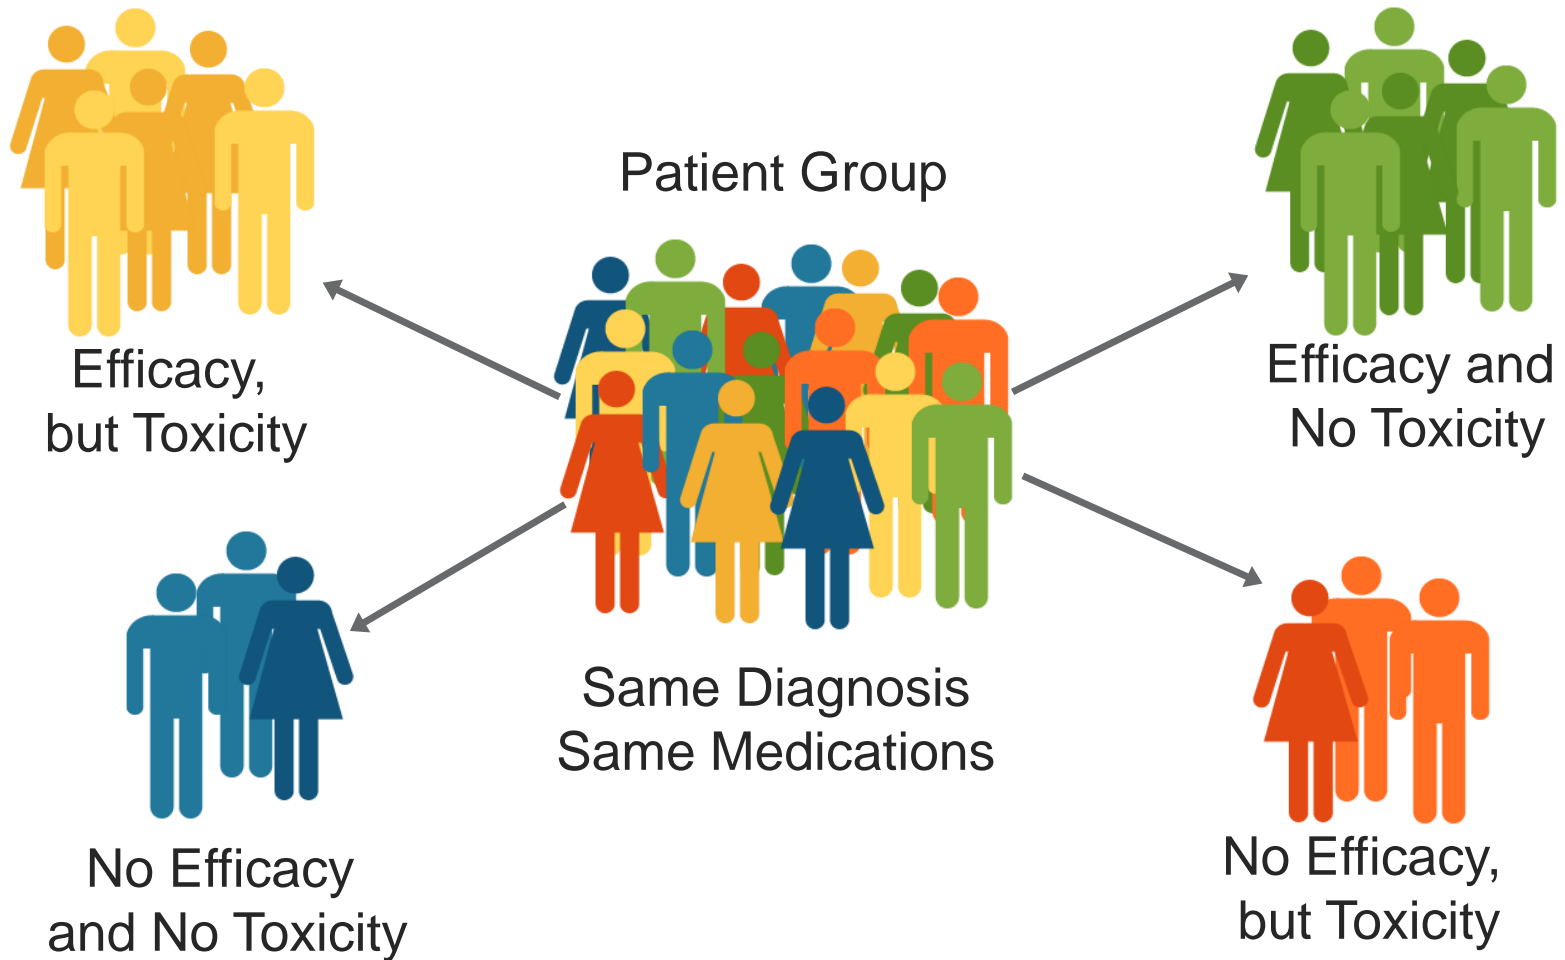 Patient Group
Efficacy,
but Toxicity
Efficacy and
No Toxicity
Same Diagnosis
Same Medications
No Efficacy
and No Toxicity
No Efficacy,
but Toxicity